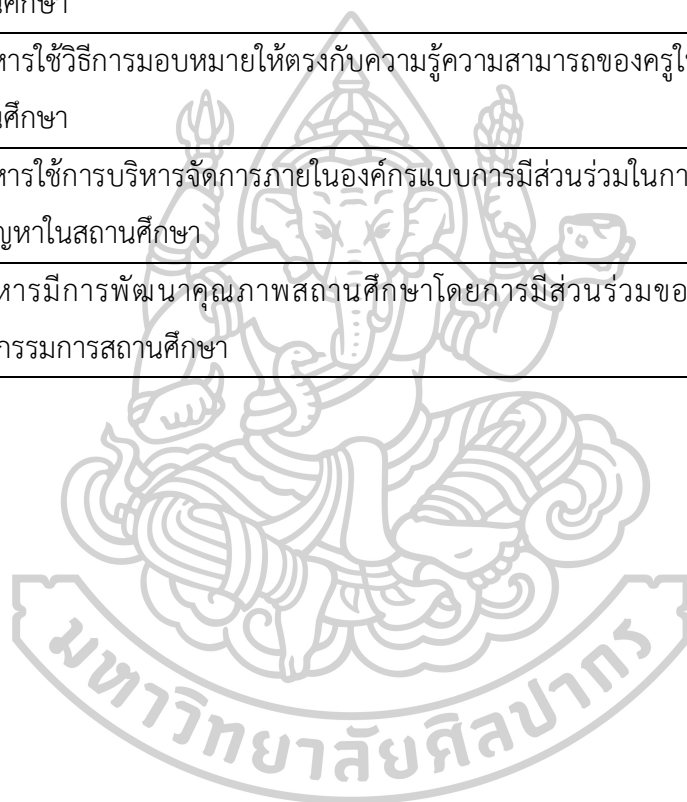 นศึกษา
หารใช้วิธีการมอบหมายให้ตรงกับความรู้ความสามารถของครูใ
นศึกษา
หารใช้การบริหารจัดการภายในองค์กรแบบการมีส่วนร่วมในกา
ญหาในสถานศึกษา
หารมีการพัฒนาคุณภาพสถานศึกษาโดยการมีส่วนร่วมขอ
กรรมการสถานศึกษา
มหาวิทยาลัยศิลปากร